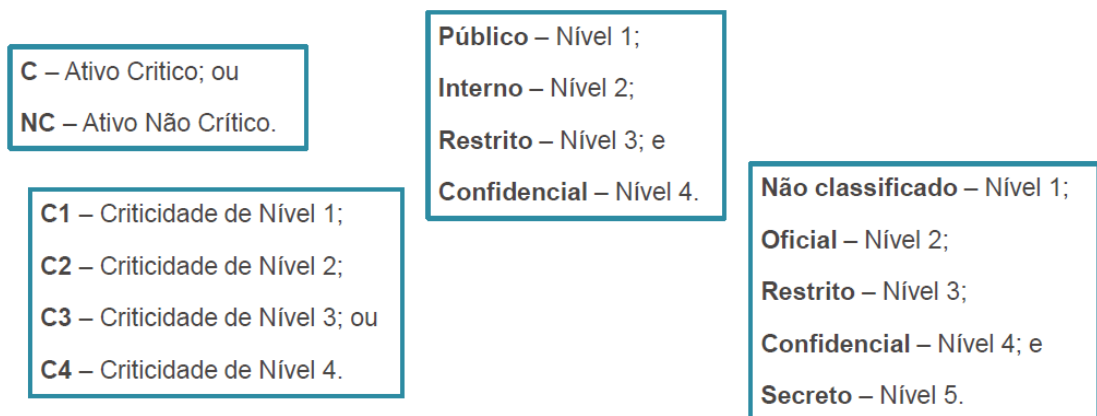 C – Ativo Critico; ou
NC – Ativo Não Crítico.
Público – Nível 1;
Interno – Nível 2;
Restrito – Nível 3; e
Confidencial – Nível 4.
C1 – Criticidade de Nível 1;
C2 – Criticidade de Nível 2;
C3 – Criticidade de Nível 3; ou
C4 – Criticidade de Nível 4.
Não classificado – Nível 1;
Oficial – Nível 2;
Restrito – Nível 3;
Confidencial – Nível 4; e
Secreto – Nível 5.